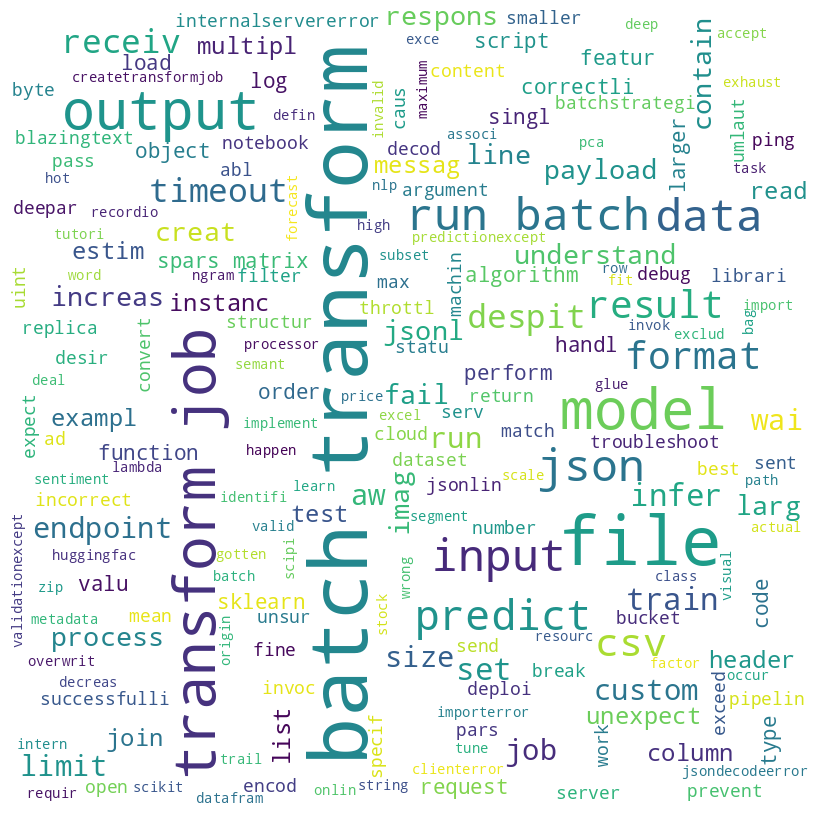 internalservererror
respons
smaller
deep
accept
receiv
multipl
load
exce
script
featur
contain
createtransformjob
log
content
byte
output
defin
invalid
caus
maximum
correctli
exhaust
batchstrategi
blazingtext
notebook
decod
associ
singl
pca
larger
umlaut
ping
pass
object
abl
messag
line
payload
task
hot
timeout
nlp
argument
read
deepar
recordio
forecast
high
run batch
data
tutori
creat
subset
predictionexcept
estim
spars matrix
understand
uint
word
ngram
filter
max
machin
algorithm
row
debug
librari
fit
increas
instanc
throttl
despit
result
import
replica
structur
jsonl
invok
exclud
bag
desir
convert
processor
statu
handl
format
semant
perform
glue
deal
order
price
fail
return
expect
exampl
implement
excel
serv
model
wai
ad
function
happen
cloud
run
match
troubleshoot
lambda
dataset
json
best
sent
sentiment
identifi
learn
imag
jsonlin
scale
path
incorrect
aw
infer
larg
endpoint
valid
test
segment
number
actual
validationexcept
huggingfac
gotten
scipi
input
file
zip
valu
batch
wrong
class
visual
sklearn
train
code
metadata
mean
origin
unsur
stock
predict
bucket
process
transform job
batch transform
fine
size
send
resourc
csv
overwrit
set
break
factor
header
occur
decreas
successfulli
invoc
deploi
custom
exceed
pipelin
join
list
specif
importerror
pars
unexpect
type
intern
trail
tune
job
work
column
limit
clienterror
jsondecodeerror
requir
open
scikit
encod
onlin
string
request
server
prevent
datafram